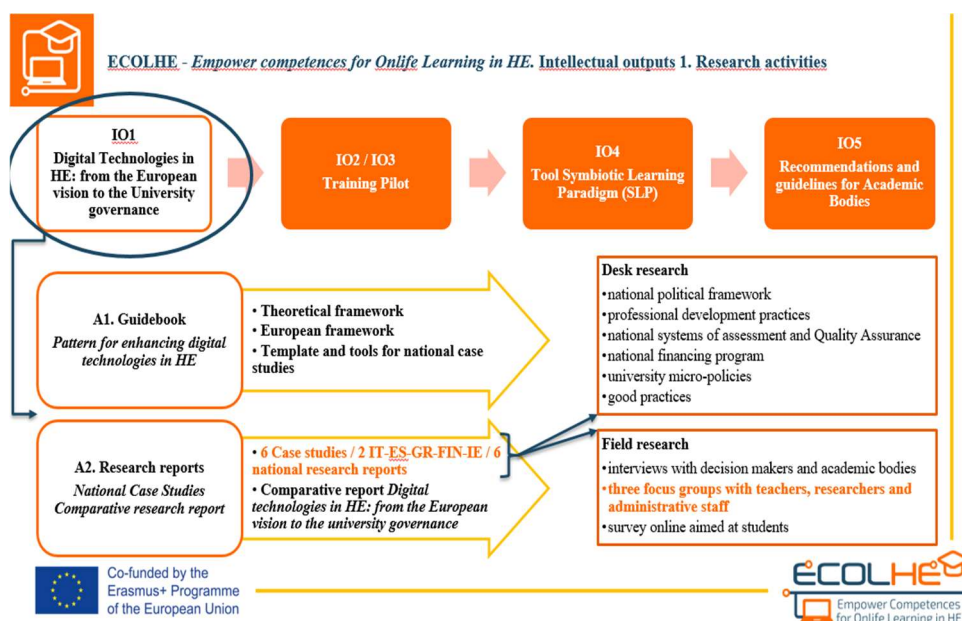 ECOLHE - Empower competences for Onlife Learning in HE. Intellectual outputs 1. Research activities
IO1
Digital Technologies in
HE: from the European
vision to the University
governance
IO2 / IO3
Training Pilot
IO4
Tool Symbiotic Learning
Paradigm (SLP)
IO5
Recommendations and
guidelines for Academic
Bodies
A1. Guidebook
Pattern for enhancing digital
technologies in HE
• Theoretical framework
• European framework
• Template and tools for national case
studies
Desk research
•national political framework
•professional development practices
•national systems of assessment and Quality Assurance
•national financing program
•university micro-policies
•good practices
A2. Research reports
National Case Studies
Comparative research report
• 6 Case studies / 2 IT-ES-GR-FIN-IE / 6
national research reports
• Comparative report Digital
technologies in HE: from the European
vision to the university governance
Field research
•interviews with decision makers and academic bodies
•three focus groups with teachers, researchers and
administrative staff
•survey online aimed at students
Co-funded by the
Erasmus+ Programme
of the European Union
ECOLHE
Empower Competences
for Onlife Learning in HE